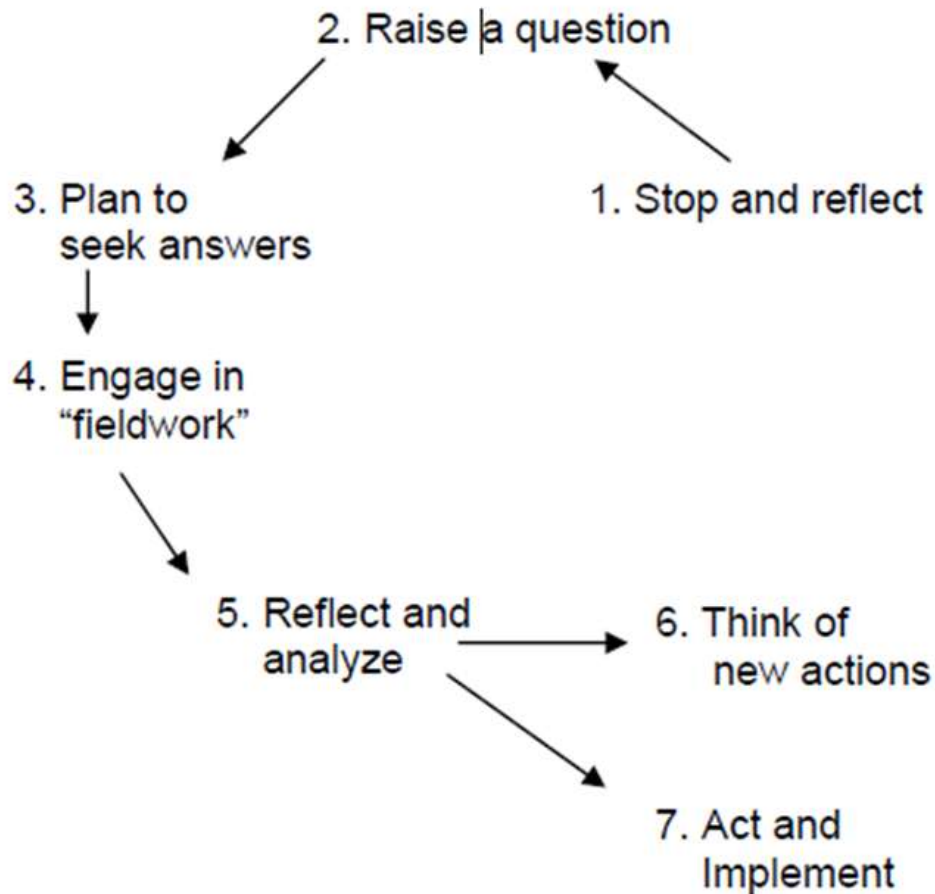 2. Raise a question
3. Plan to
seek answers
1. Stop and reflect
4. Engage in
“fieldwork”
5. Reflect and
analyze
6. Think of
new actions
7. Act and
Implement